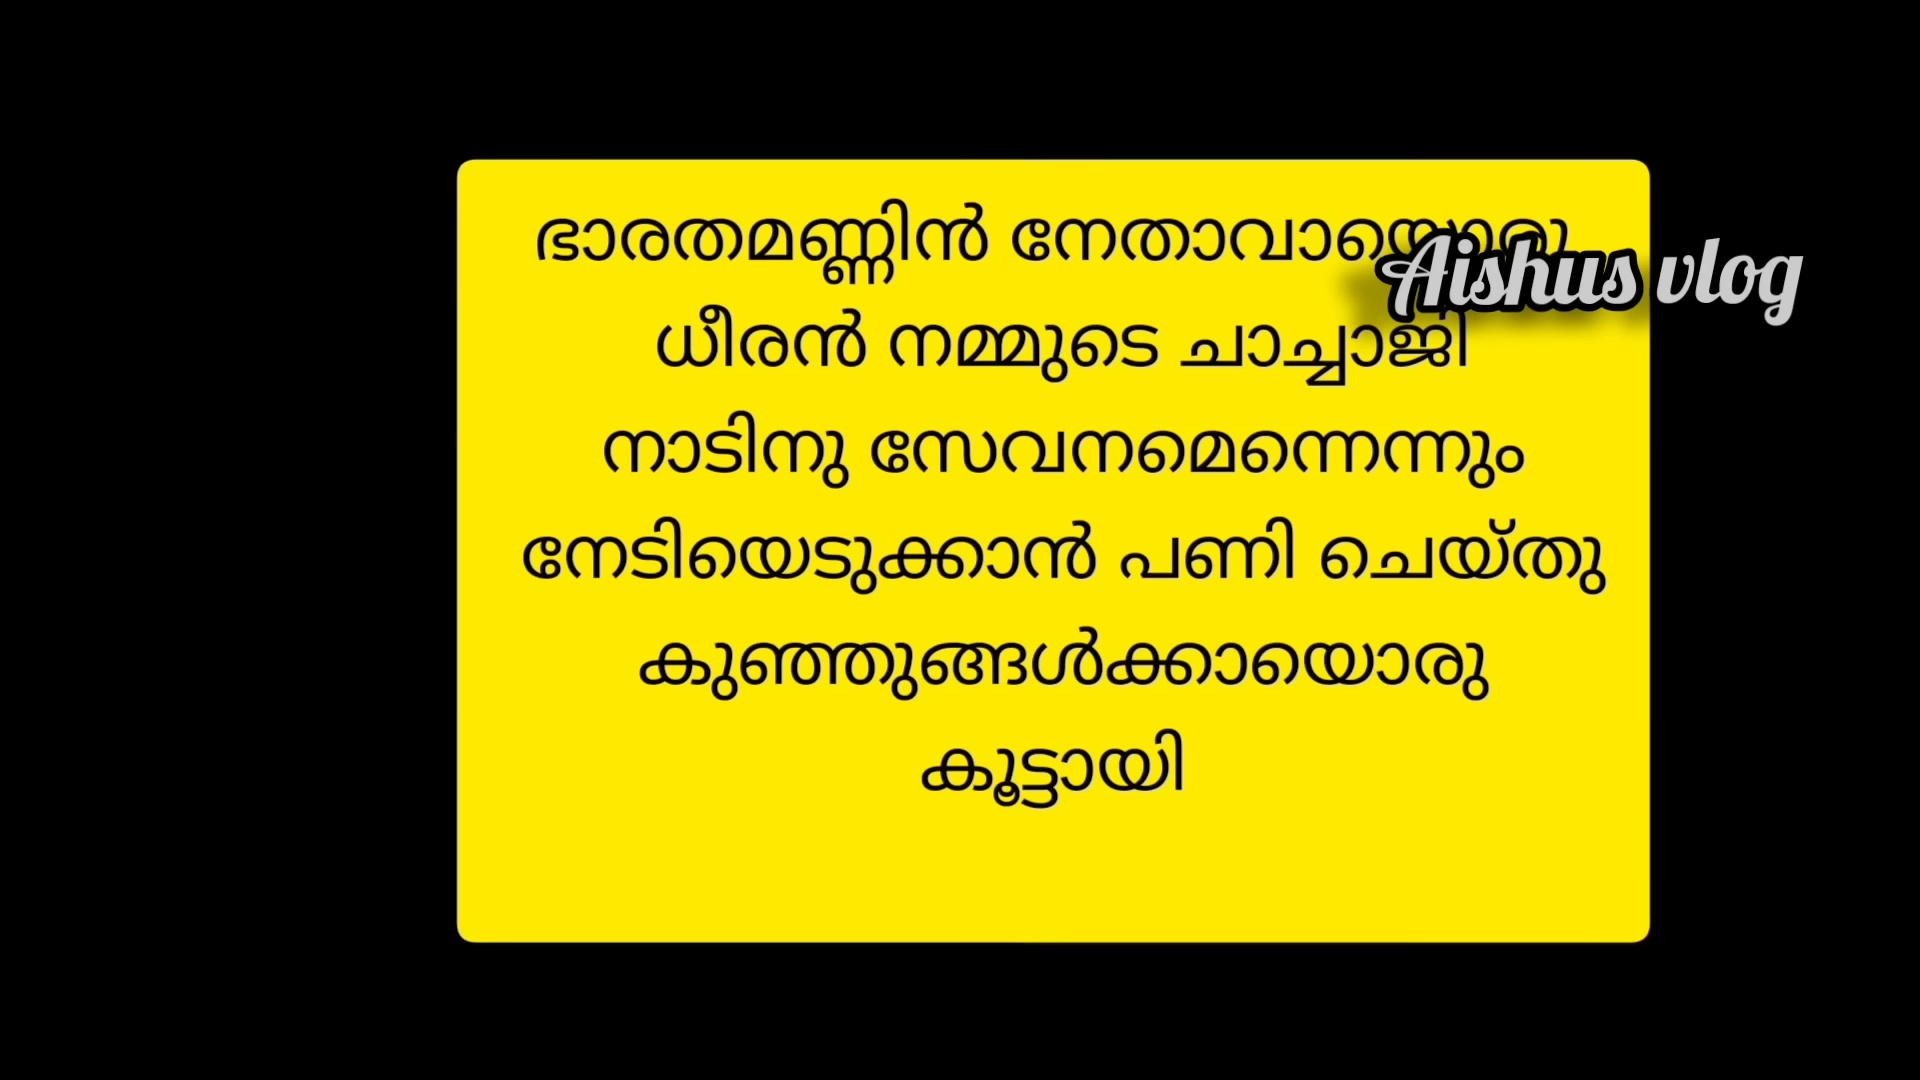 ഭാരതമണ്ണിൻ നേതാവായൊരു
Aishus vlog
ധീരൻ നമ്മുടെ ചാച്ചാജി
നാടിനു സേവനമെന്നെന്നും
നേടിയെടുക്കാൻ പണി ചെയ്തു
കുഞ്ഞുങ്ങൾക്കായൊരു
കൂട്ടായി